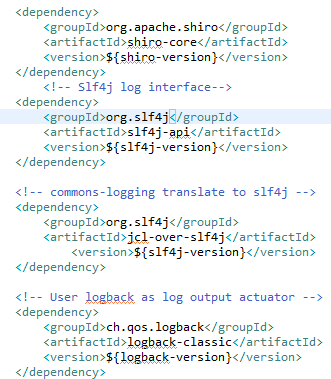 <dependency>
<groupId>org.apache.shiro</groupId>
<artifactId>shiro-core</artifactId>
<version>${shiro-version}</version>
</dependency>
<!-- Slf4j log interface-->
<dependency>
<groupId>org.slf4j</groupId>
<artifactId>slf4j-api</artifactId>
<version>${slf4j-version}</version>
</dependency>
<!-- commons-logging translate to slf4j -->
<dependency>
<groupId>org.slf4j</groupId>
<artifactId>jcl-over-slf4j</artifactId>
<version>${slf4j-version}</version>
</dependency>
<!-- User logback as log output actuator -->
<dependency>
<groupId>ch.qos.logback</groupId>
<artifactId>logback-classic</artifactId>
<version>${logback-version}</version>
</dependency>